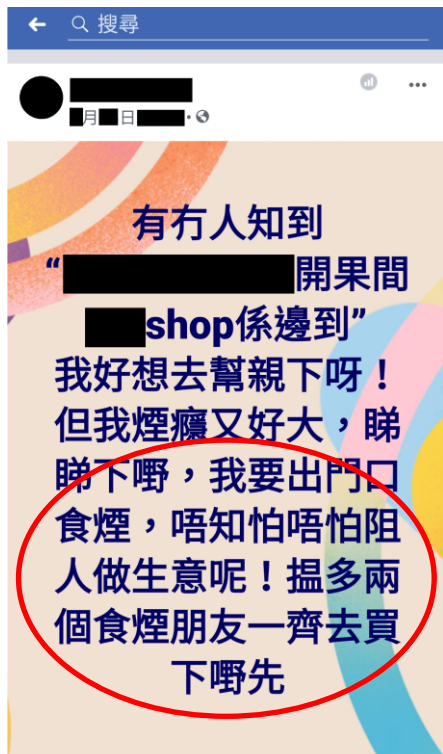 搜尋
月 日
有冇人知到
“ 開果間
shop係邊到”
我好想去幫親下呀！
但我煙癮又好大，睇
睇下嘢，我要出門口
食煙，唔知怕唔怕阻
人做生意呢！搵多兩
個食煙朋友一齊去買
下嘢先